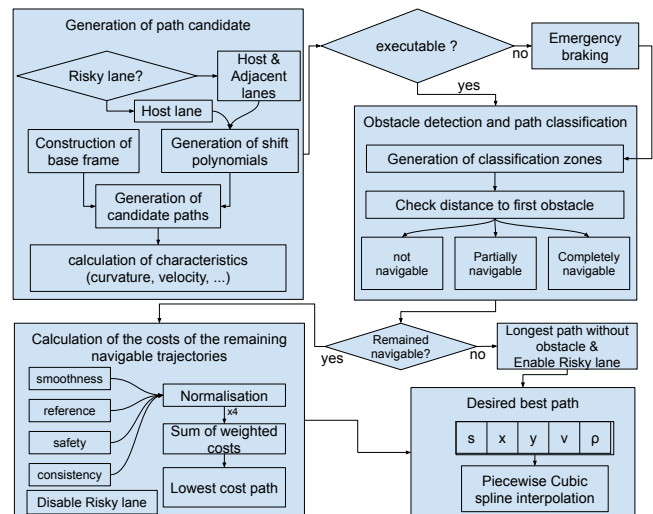 Generation of path candidate
Risky lane?
Host &
Adjacent
lanes
Host lane
Construction of
base frame
Generation of shift
polynomials
Generation of
candidate paths
calculation of characteristics
(curvature, velocity, ...)
executable ?
no
Emergency
braking
yes
Obstacle detection and path classification
Generation of classification zones
Check distance to first obstacle
not
navigable
Partially
navigable
Completely
navigable
Remained
navigable?
yes
no
Longest path without
obstacle &
Enable Risky lane
Calculation of the costs of the remaining
navigable trajectories
smoothness
reference
safety
consistency
Disable Risky lane
Normalisation
x4
Sum of weighted
costs
Lowest cost path
Desired best path
s x y v ρ
Piecewise Cubic
spline interpolation